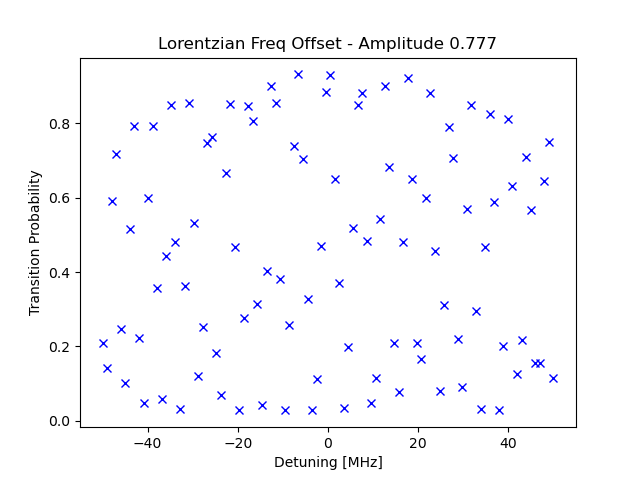 Lorentzian Freq Offset - Amplitude 0.777
Transition Probability
0.8
0.6
0.4
0.2
0.0
−40 −20 0 20 40
Detuning [MHz]